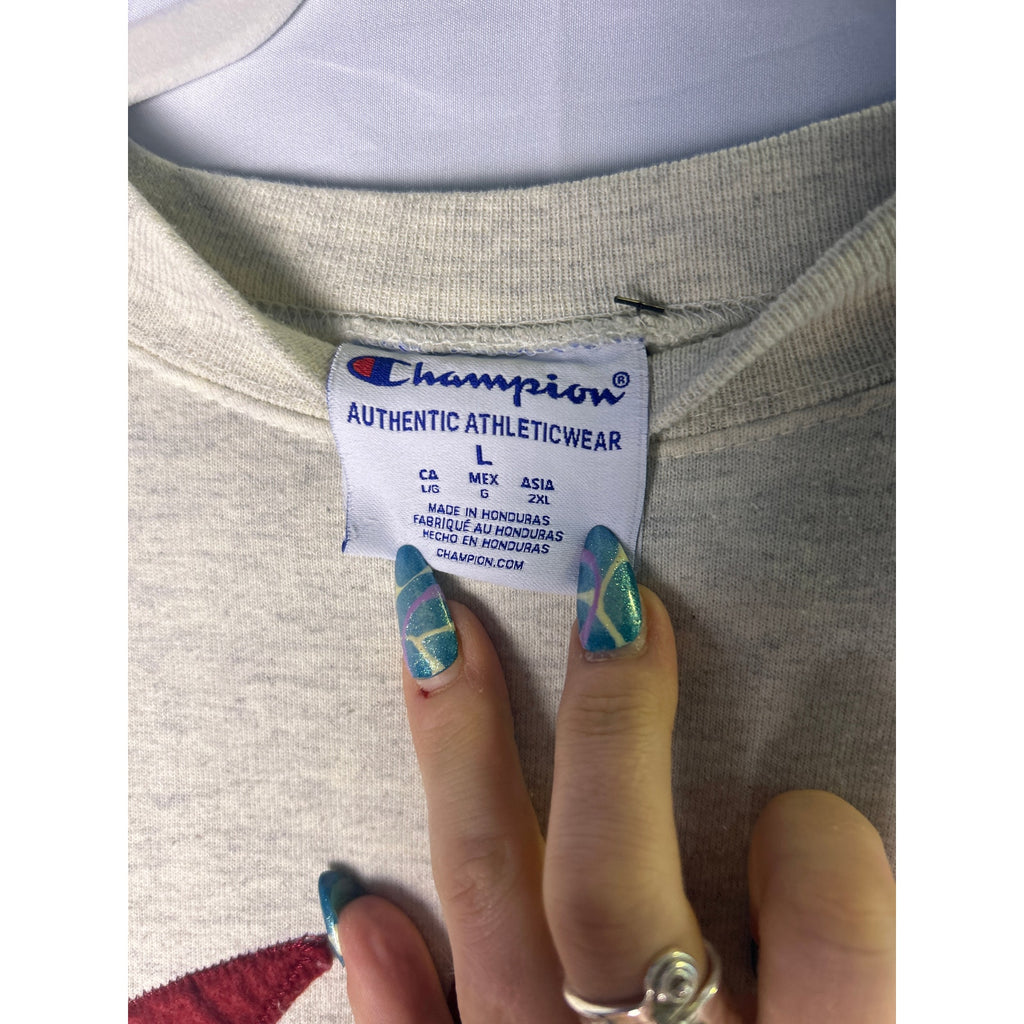 Champion®
AUTHENTIC ATHLETICWEAR
L
CA MEX ASIA
L/G G 2XL
MADE IN HONDURAS
FABRIQUÉ AU HONDURAS
HECHO EN HONDURAS
CHAMPION.COM